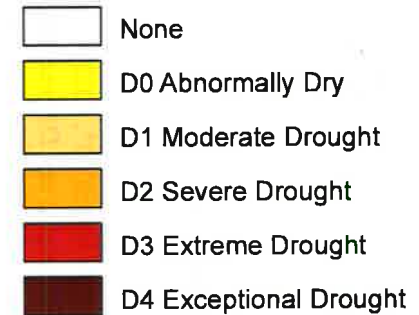 None
D0 Abnormally Dry
D1 Moderate Drought
D2 Severe Drought
D3 Extreme Drought
D4 Exceptional Drought